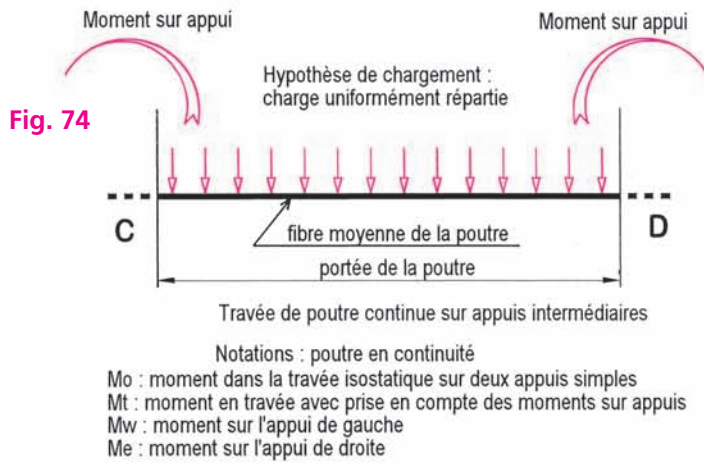 Moment sur appui
Moment sur appui
Hypothèse de chargement :
charge uniformément répartie
Fig. 74
C
D
fibre moyenne de la poutre
portée de la poutre
Travée de poutre continue sur appuis intermédiaires
Notations : poutre en continuité
Mo : moment dans la travée isostatique sur deux appuis simples
Mt : moment en travée avec prise en compte des moments sur appuis
Mw : moment sur l'appui de gauche
Me : moment sur l'appui de droite